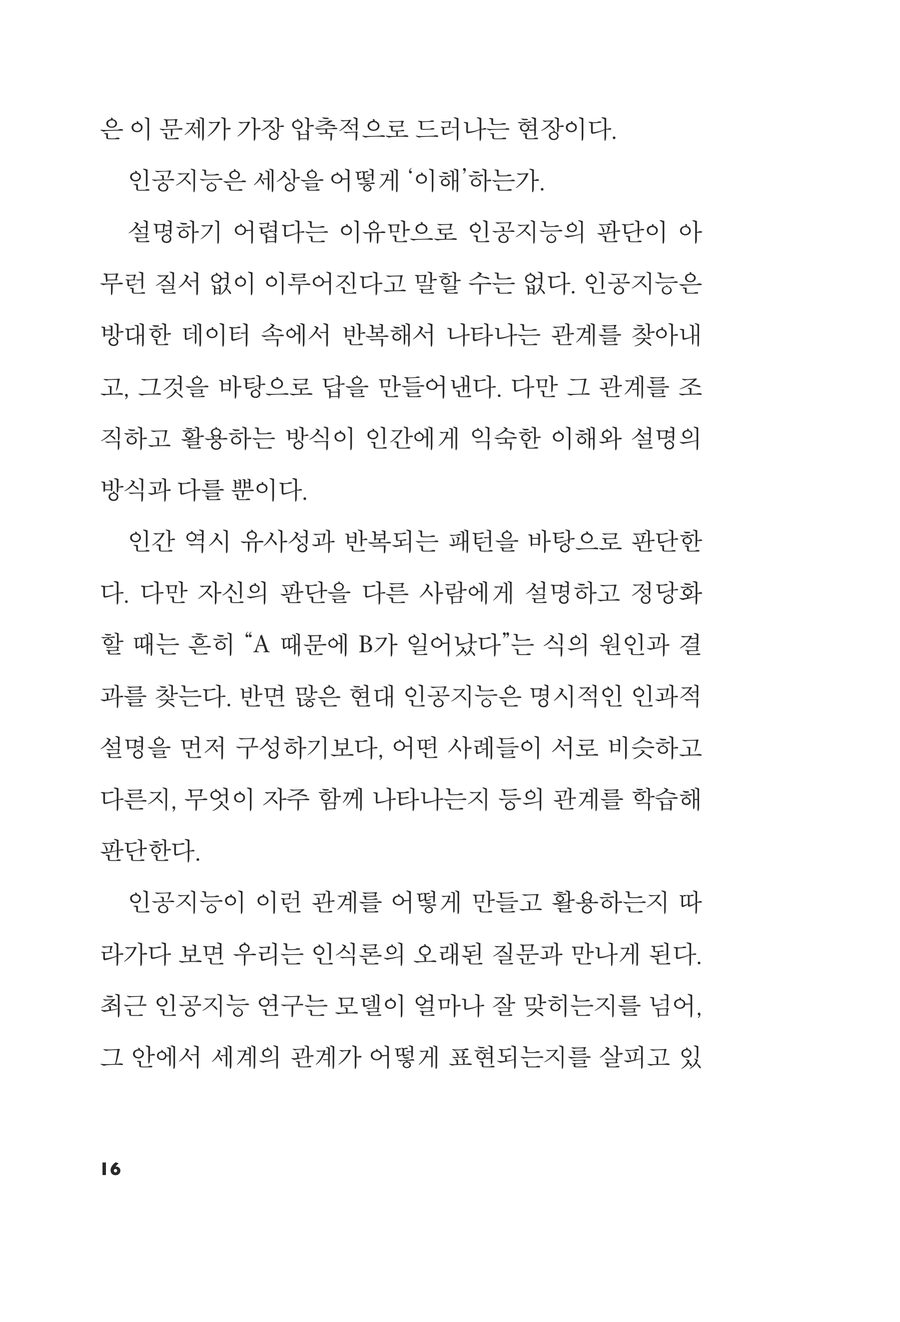 은 이 문제가 가장 압축적으로 드러나는 현장이다.
인공지능은 세상을 어떻게 ‘이해’하는가.
설명하기 어렵다는 이유만으로 인공지능의 판단이 아
무런 질서 없이 이루어진다고 말할 수는 없다. 인공지능은
방대한 데이터 속에서 반복해서 나타나는 관계를 찾아내
고, 그것을 바탕으로 답을 만들어낸다. 다만 그 관계를 조
직하고 활용하는 방식이 인간에게 익숙한 이해와 설명의
방식과 다를 뿐이다.
인간 역시 유사성과 반복되는 패턴을 바탕으로 판단한
다. 다만 자신의 판단을 다른 사람에게 설명하고 정당화
할 때는 흔히 “A 때문에 B가 일어났다”는 식의 원인과 결
과를 찾는다. 반면 많은 현대 인공지능은 명시적인 인과적
설명을 먼저 구성하기보다, 어떤 사례들이 서로 비슷하고
다른지, 무엇이 자주 함께 나타나는지 등의 관계를 학습해
판단한다.
인공지능이 이런 관계를 어떻게 만들고 활용하는지 따
라가다 보면 우리는 인식론의 오래된 질문과 만나게 된다.
최근 인공지능 연구는 모델이 얼마나 잘 맞히는지를 넘어,
그 안에서 세계의 관계가 어떻게 표현되는지를 살피고 있
16